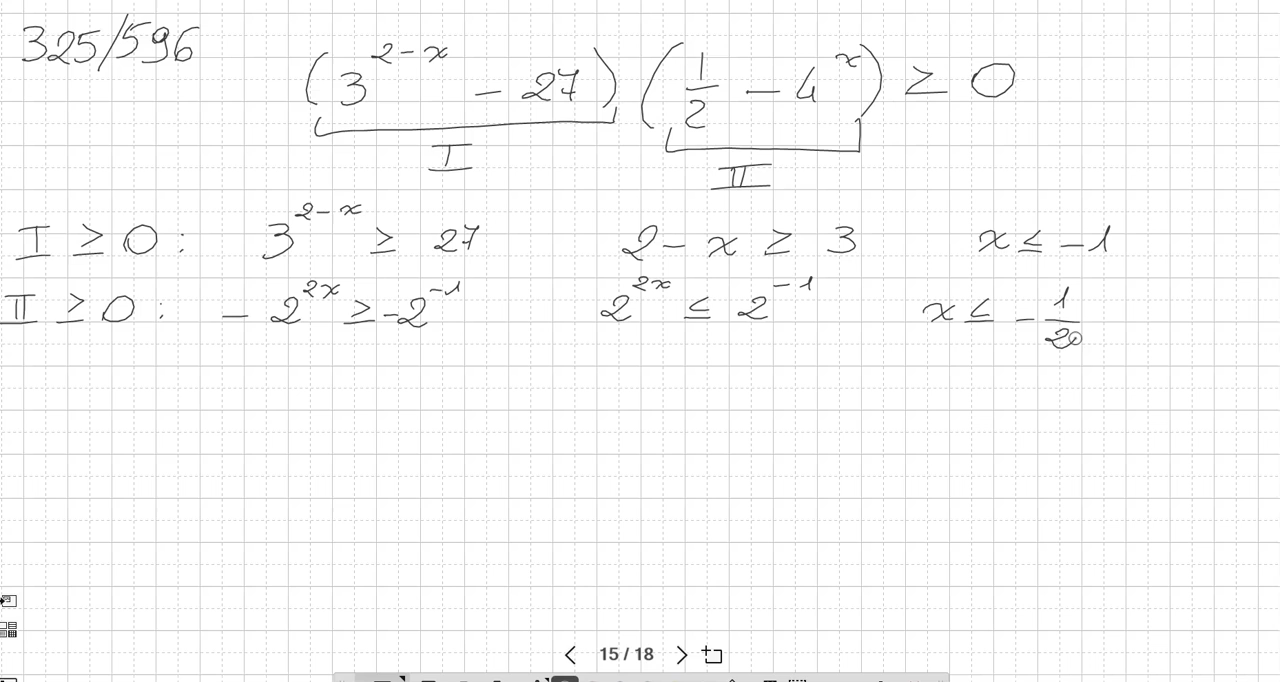 325/596
(3^{2-x} - 27) (1/2 - 4^x) ≥ 0
I II
I ≥ 0 : 3^{2-x} ≥ 27 2 - x ≥ 3 x ≤ -1
II ≥ 0 : -2^{2x} ≥ -2^{-1} 2^{2x} ≤ 2^{-1} x ≤ -1/2
15 / 18